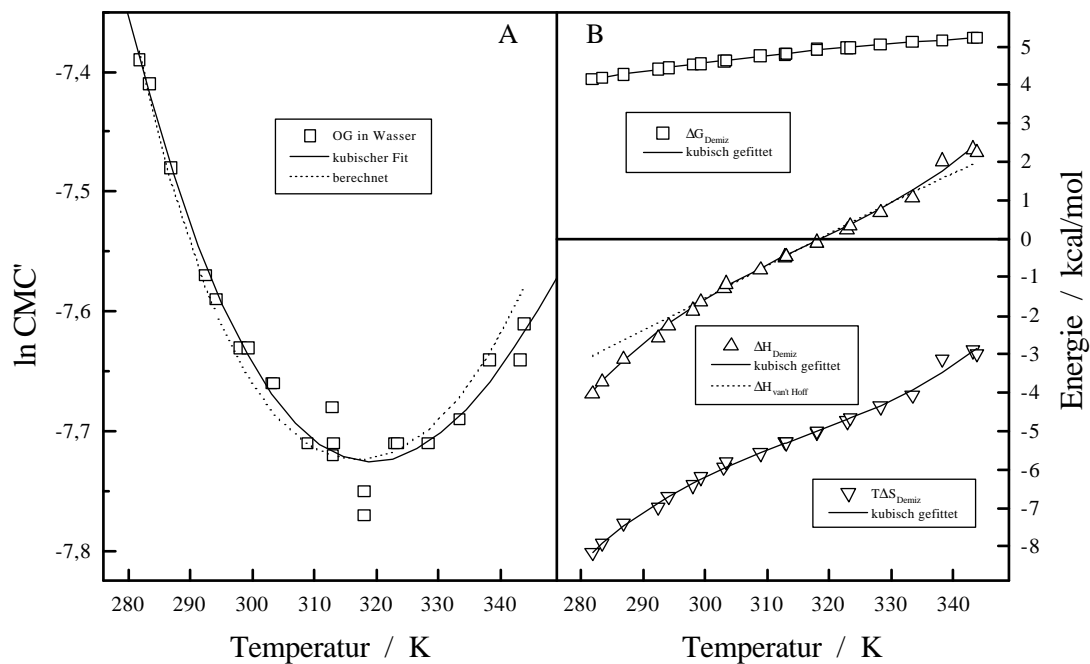 A
-7,4
-7,5
-7,6
-7,7
-7,8
ln CMC'
OG in Wasser
kubischer Fit
berechnet
280 290 300 310 320 330 340
Temperatur / K
B
ΔG_Demiz
kubisch gefittet
ΔH_Demiz
kubisch gefittet
ΔH_van't Hoff
TΔS_Demiz
kubisch gefittet
280 290 300 310 320 330 340
Temperatur / K
5
4
5
2
1
0
-1
-2
-3
-4
-5
-6
-7
-8
Energie / kcal/mol